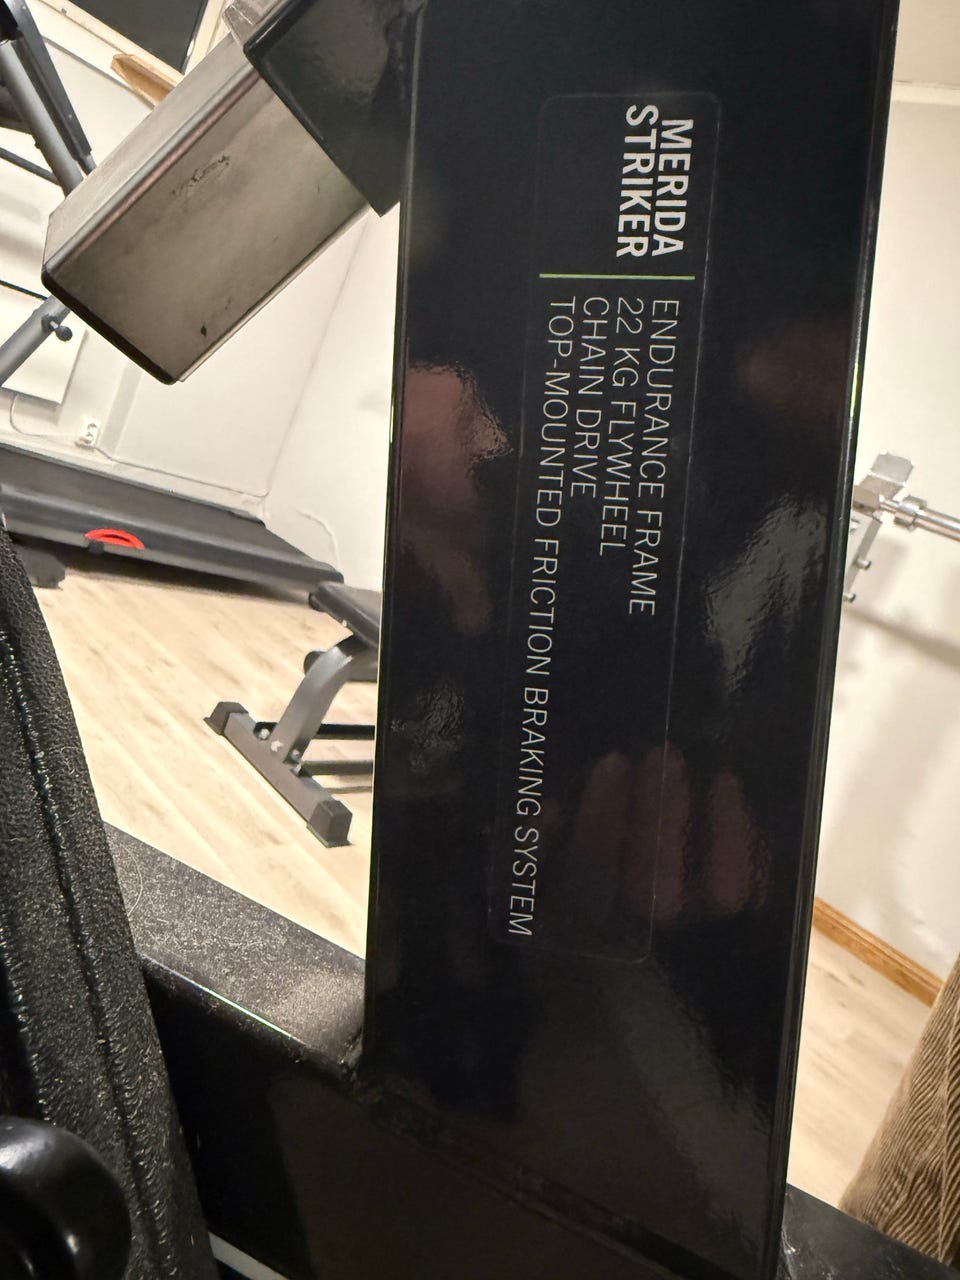 MERIDA
STRIKER
ENDURANCE FRAME
22 KG FLYWHEEL
CHAIN DRIVE
TOP-MOUNTED FRICTION BRAKING SYSTEM